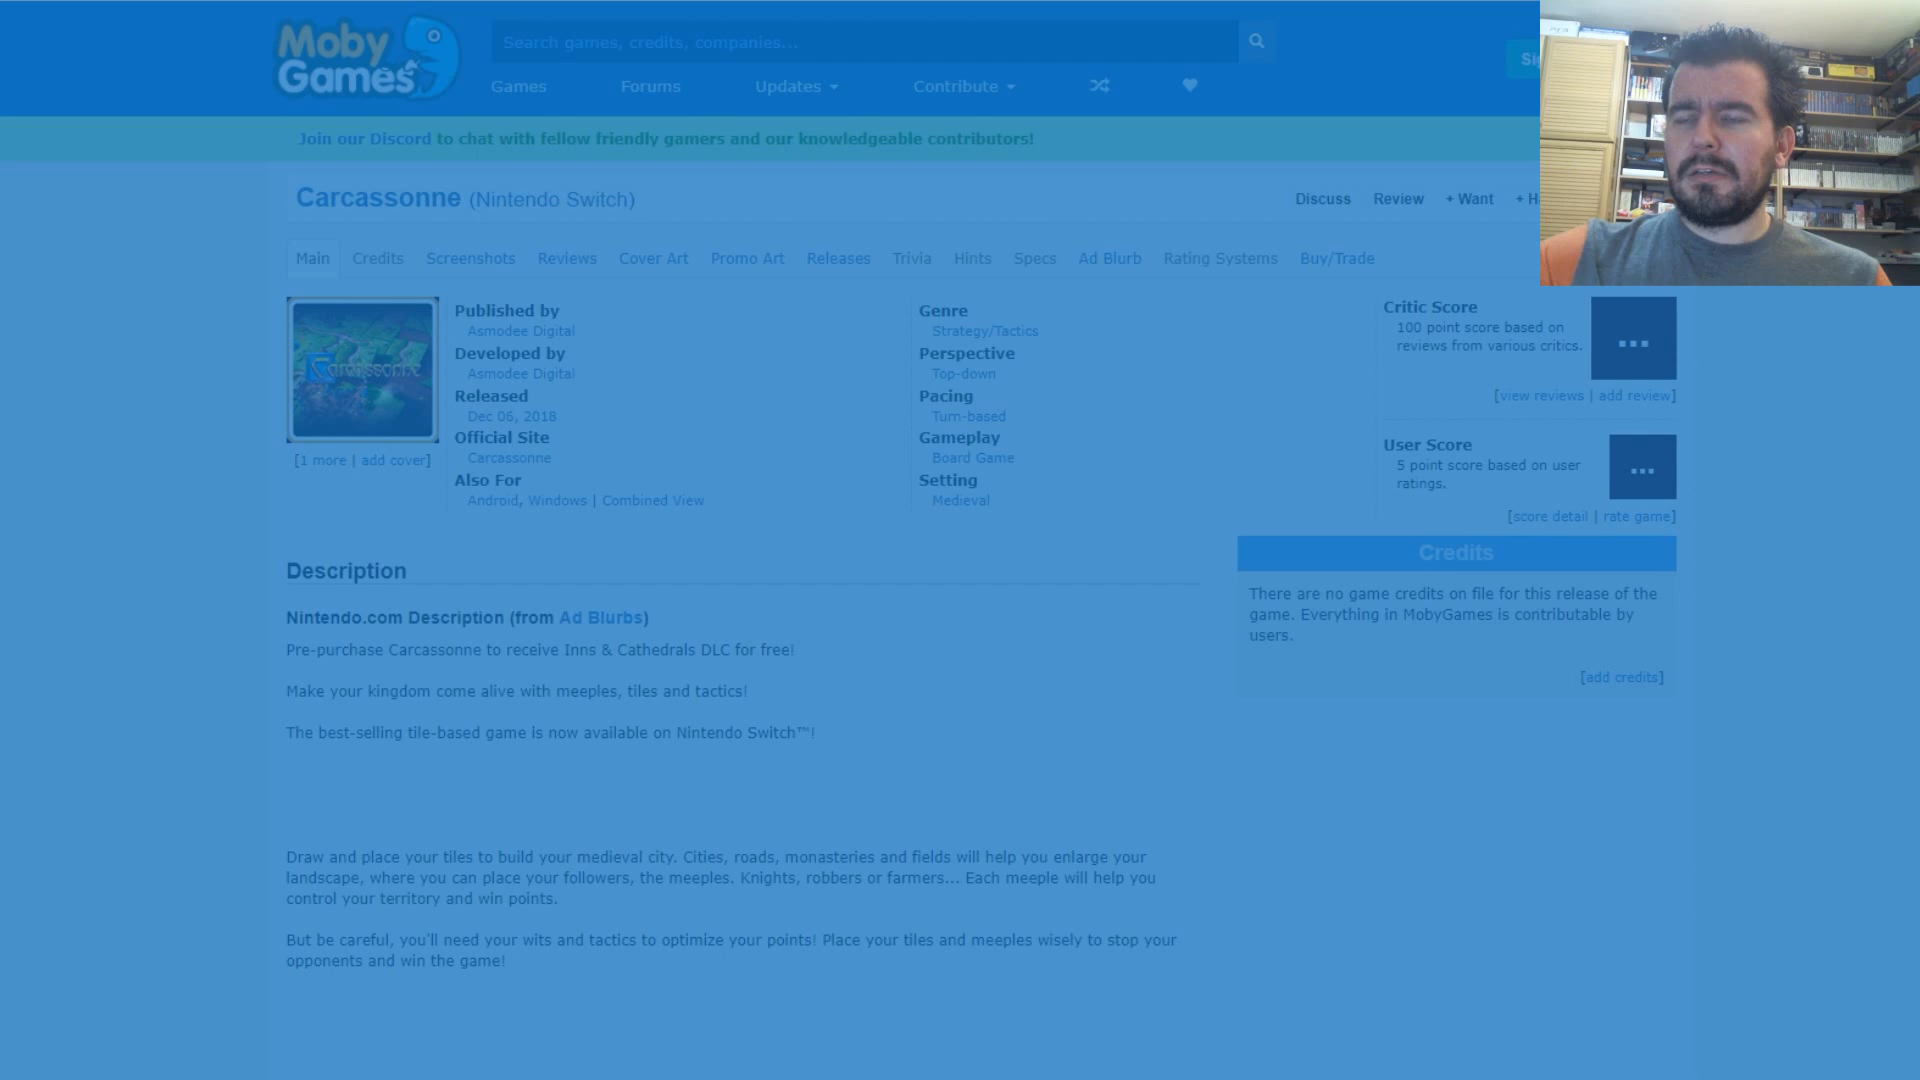 Moby
Games
Search games, credits, companies...
Games Forums Updates Contribute
Join our Discord to chat with fellow friendly gamers and our knowledgeable contributors!
Carcassonne (Nintendo Switch)
Discuss Review + Want
Main Credits Screenshots Reviews Cover Art Promo Art Releases Trivia Hints Specs Ad Blurb Rating Systems Buy/Trade
Carcassonne
[1 more | add cover]
Published by
Asmodee Digital
Developed by
Asmodee Digital
Released
Dec 06, 2018
Official Site
Carcassonne
Also For
Android, Windows | Combined View
Genre
Strategy/Tactics
Perspective
Top-down
Pacing
Turn-based
Gameplay
Board Game
Setting
Medieval
Critic Score
100 point score based on
reviews from various critics.
...
[view reviews | add review]
User Score
5 point score based on user
ratings.
...
[score detail | rate game]
Description
Nintendo.com Description (from Ad Blurbs)
Pre-purchase Carcassonne to receive Inns & Cathedrals DLC for free!
Make your kingdom come alive with meeples, tiles and tactics!
The best-selling tile-based game is now available on Nintendo Switch™!
Draw and place your tiles to build your medieval city. Cities, roads, monasteries and fields will help you enlarge your
landscape, where you can place your followers, the meeples. Knights, robbers or farmers... Each meeple will help you
control your territory and win points.
But be careful, you'll need your wits and tactics to optimize your points! Place your tiles and meeples wisely to stop your
opponents and win the game!
Credits
There are no game credits on file for this release of the
game. Everything in MobyGames is contributable by
users.
[add credits]